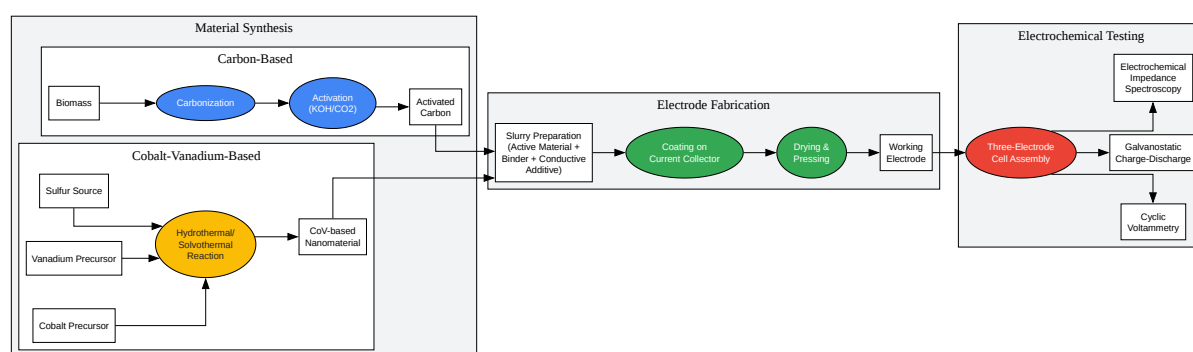 Material Synthesis
Carbon-Based
Biomass
Carbonization
Activation
(KOH/CO2)
Activated
Carbon
Cobalt-Vanadium-Based
Sulfur Source
Vanadium Precursor
Cobalt Precursor
Hydrothermal/
Solvothermal
Reaction
CoV-based
Nanomaterial
Electrode Fabrication
Slurry Preparation
(Active Material +
Binder + Conductive
Additive)
Coating on
Current Collector
Drying &
Pressing
Working
Electrode
Electrochemical Testing
Three-Electrode
Cell Assembly
Electrochemical
Impedance
Spectroscopy
Galvanostatic
Charge-Discharge
Cyclic
Voltammetry